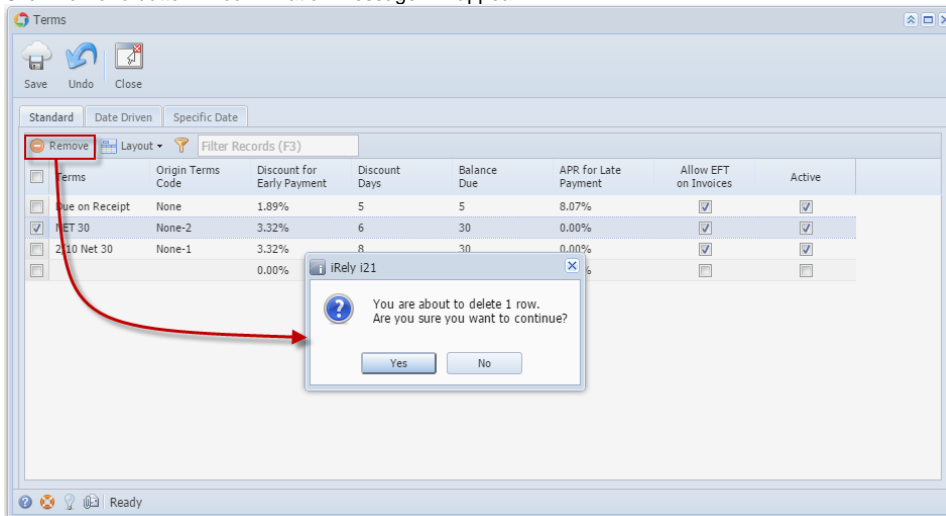 Terms
Save Undo Close
Standard Date Driven Specific Date
Remove Layout Filter Records (F3)
Terms Origin Terms Code Discount for Early Payment Discount Days Balance Due APR for Late Payment Allow EFT on Invoices Active
Due on Receipt None 1.89% 5 5 8.07%
NET 30 None-2 3.32% 6 30 0.00%
Net 30 None-1 3.32% 8 30 0.00%
0.00%
iRely i21
You are about to delete 1 row.
Are you sure you want to continue?
Yes No
Ready